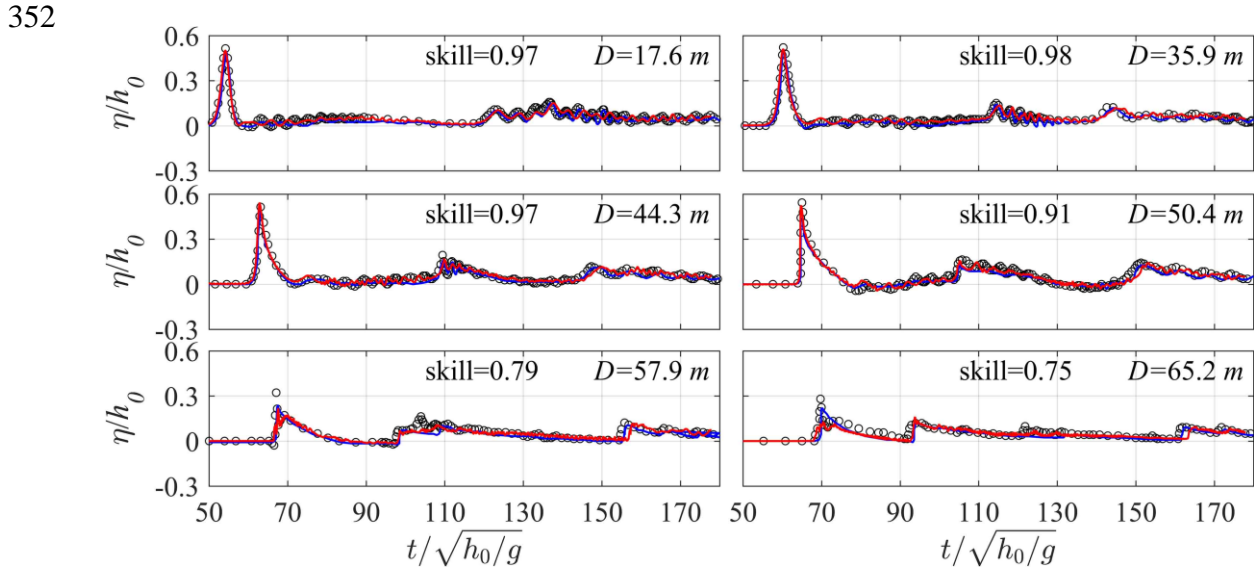 352
0.6
0.3
0
-0.3
η/h₀
skill=0.97 D=17.6 m
skill=0.98 D=35.9 m
0.6
0.3
0
-0.3
η/h₀
skill=0.97 D=44.3 m
skill=0.91 D=50.4 m
0.6
0.3
0
-0.3
η/h₀
skill=0.79 D=57.9 m
skill=0.75 D=65.2 m
50 70 90 110 130 150 170
50 70 90 110 130 150 170
t/√h₀/g
t/√h₀/g